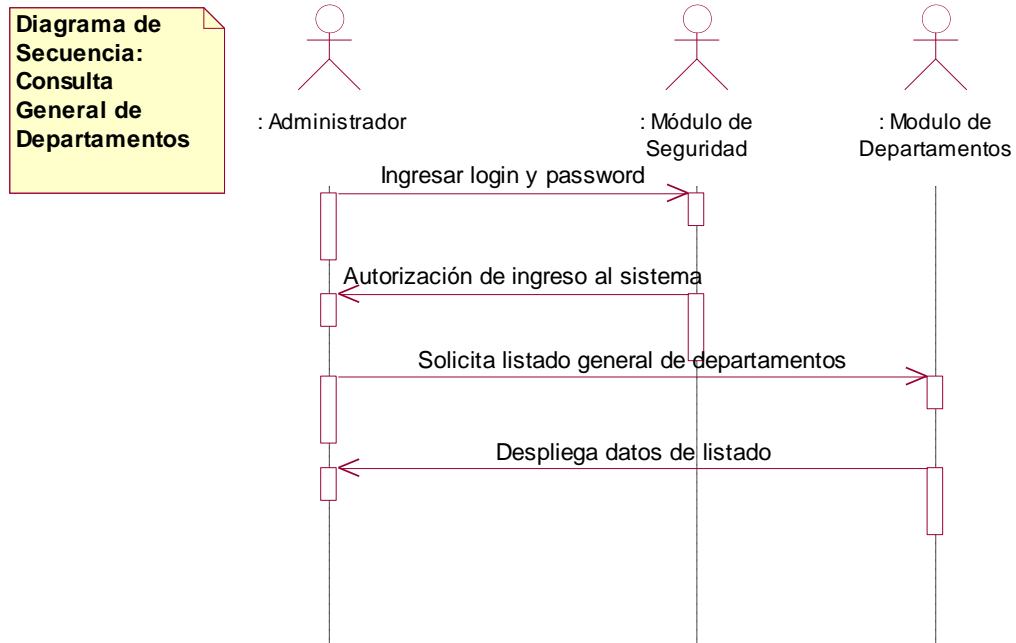 Diagrama de
Secuencia:
Consulta
General de
Departamentos
: Administrador
: Módulo de
Seguridad
: Modulo de
Departamentos
Ingresar login y password
Autorización de ingreso al sistema
Solicita listado general de departamentos
Despliega datos de listado